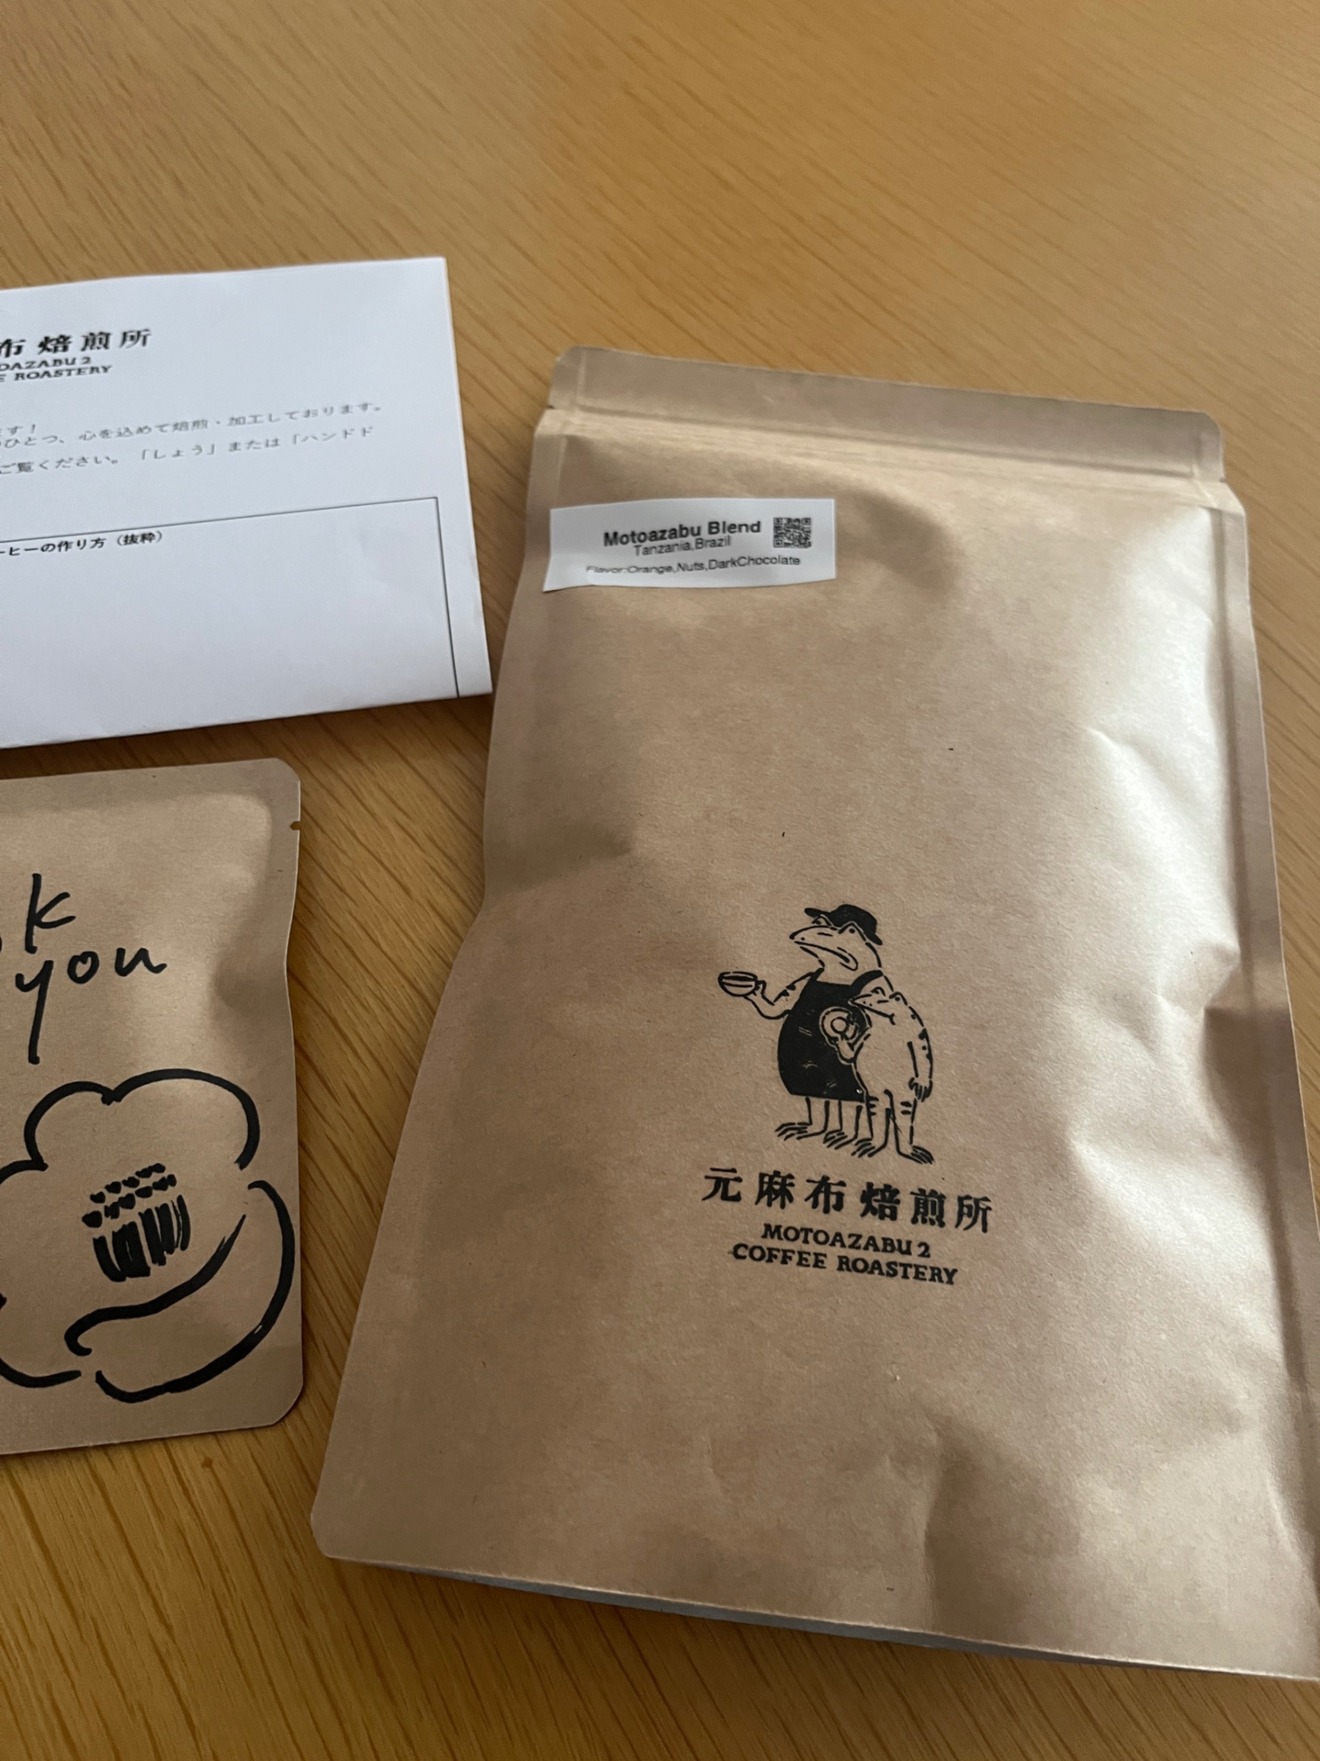 布焙煎所
OAZABU 2
E ROASTERY
ます！
ひとつ、心を込めて焙煎・加工しております。
ご覧ください。「しょう」または「ハンドド
ーヒーの作り方（抜粋）
Motoazabu Blend
Tanzania,Brazil
Flavor:Orange,Nuts,DarkChocolate
k
you
元麻布焙煎所
MOTOAZABU 2
COFFEE ROASTERY